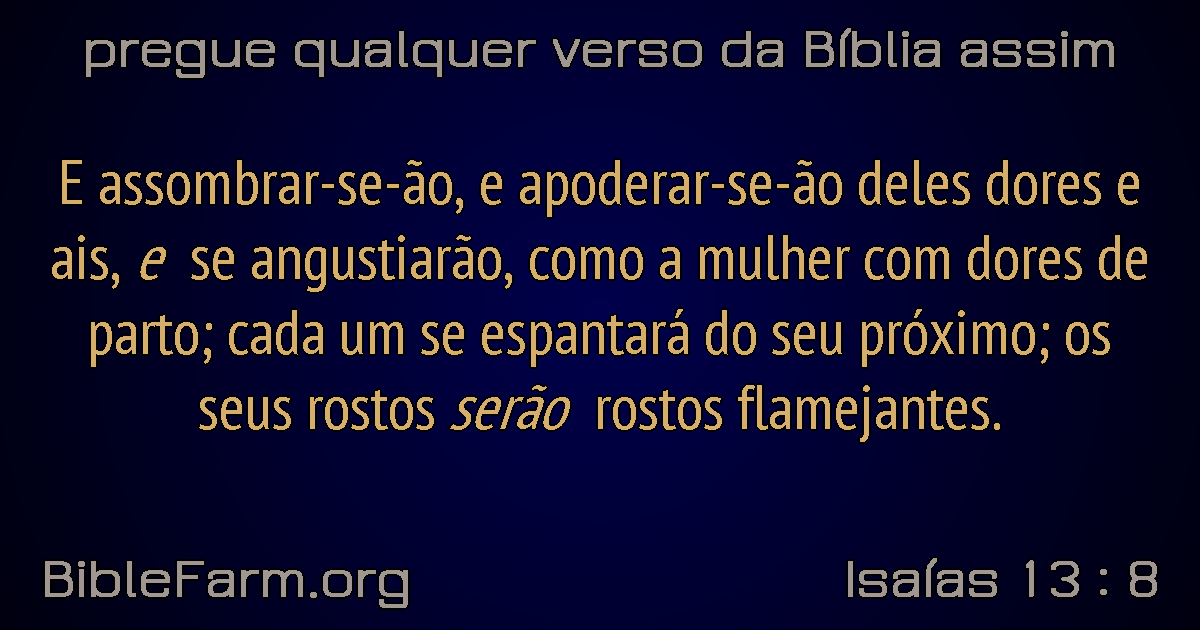 pregue qualquer verso da Bíblia assim
E assombrar-se-ão, e apoderar-se-ão deles dores e
ais, e se angustiarão, como a mulher com dores de
parto; cada um se espantará do seu próximo; os
seus rostos serão rostos flamejantes.
BibleFarm.org
Isaías 13 : 8